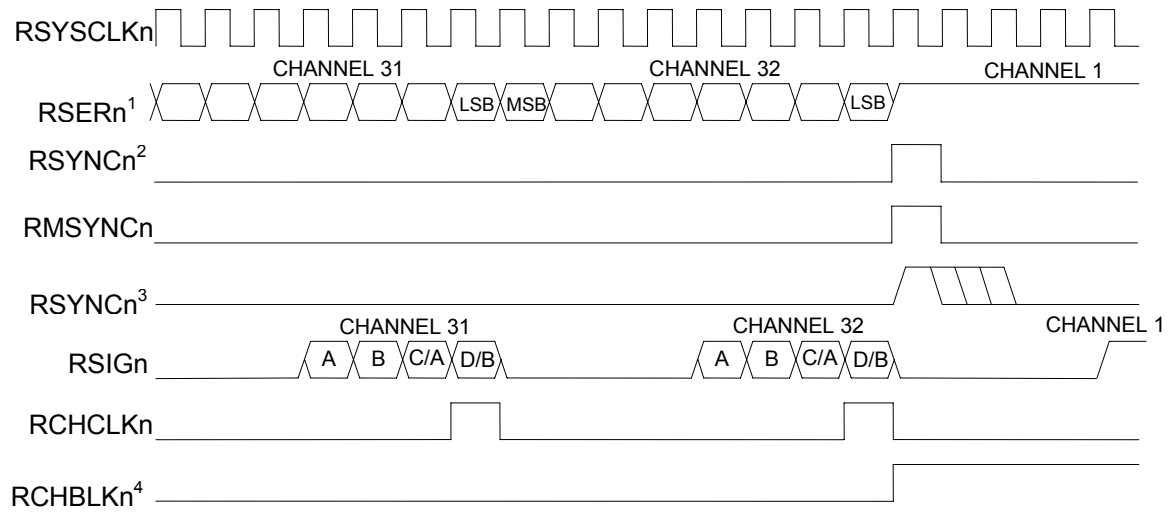 RSYSCLKn
CHANNEL 31 CHANNEL 32 CHANNEL 1
RSERn¹ LSB MSB LSB
RSYNCn²
RMSYNCn
RSYNCn³
CHANNEL 31 CHANNEL 32 CHANNEL 1
RSIGn A B C/A D/B A B C/A D/B
RCHCLKn
RCHBLKn⁴